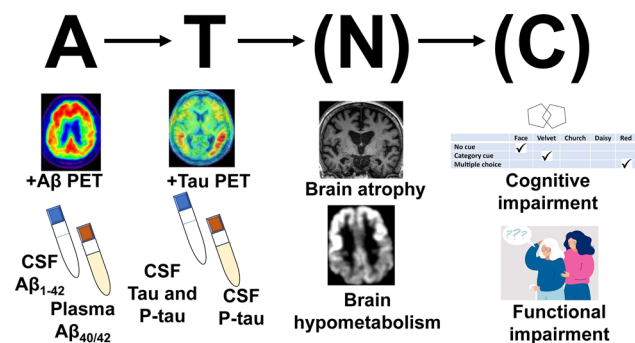 A → T → (N) → (C)
+Aβ PET
CSF
Aβ1-42
Plasma
Aβ40/42
+Tau PET
CSF
Tau and
P-tau
CSF
P-tau
Brain atrophy
Brain
hypometabolism
Face Velvet Church Daisy Red
No cue ✓
Category cue ✓
Multiple choice ✓
Cognitive
impairment
???
Functional
impairment